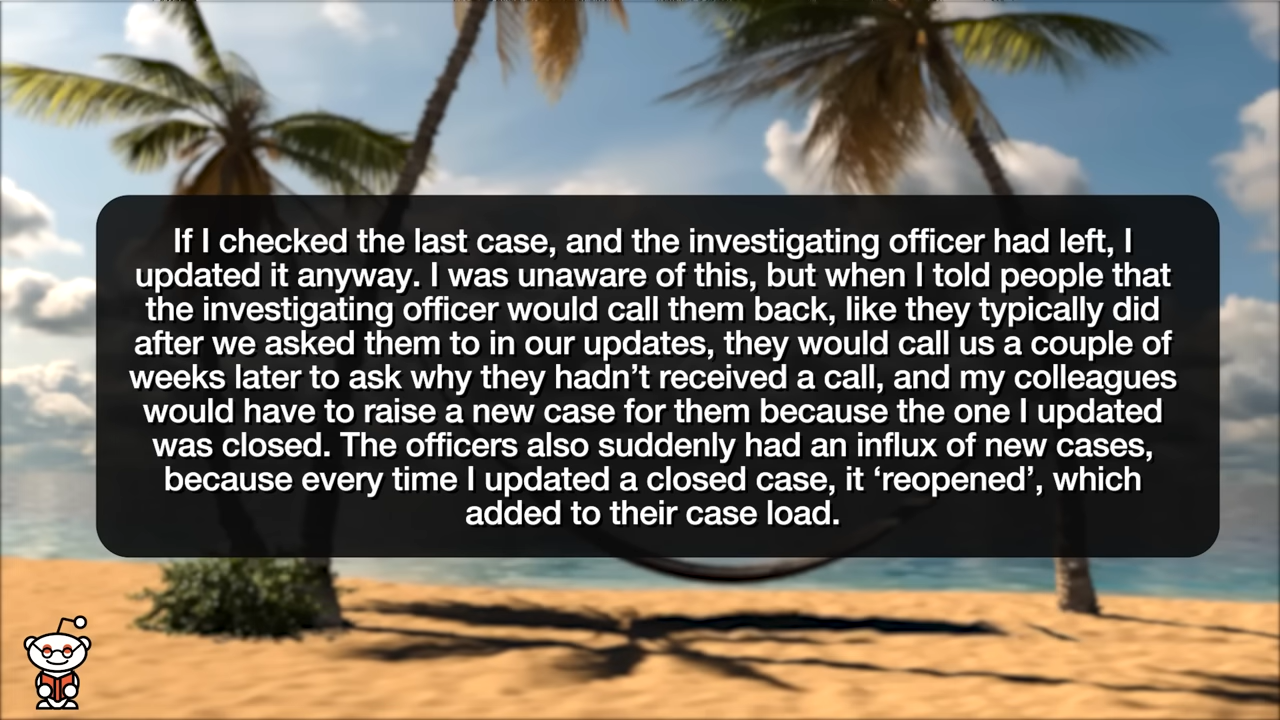 If I checked the last case, and the investigating officer had left, I
updated it anyway. I was unaware of this, but when I told people that
the investigating officer would call them back, like they typically did
after we asked them to in our updates, they would call us a couple of
weeks later to ask why they hadn’t received a call, and my colleagues
would have to raise a new case for them because the one I updated
was closed. The officers also suddenly had an influx of new cases,
because every time I updated a closed case, it ‘reopened’, which
added to their case load.